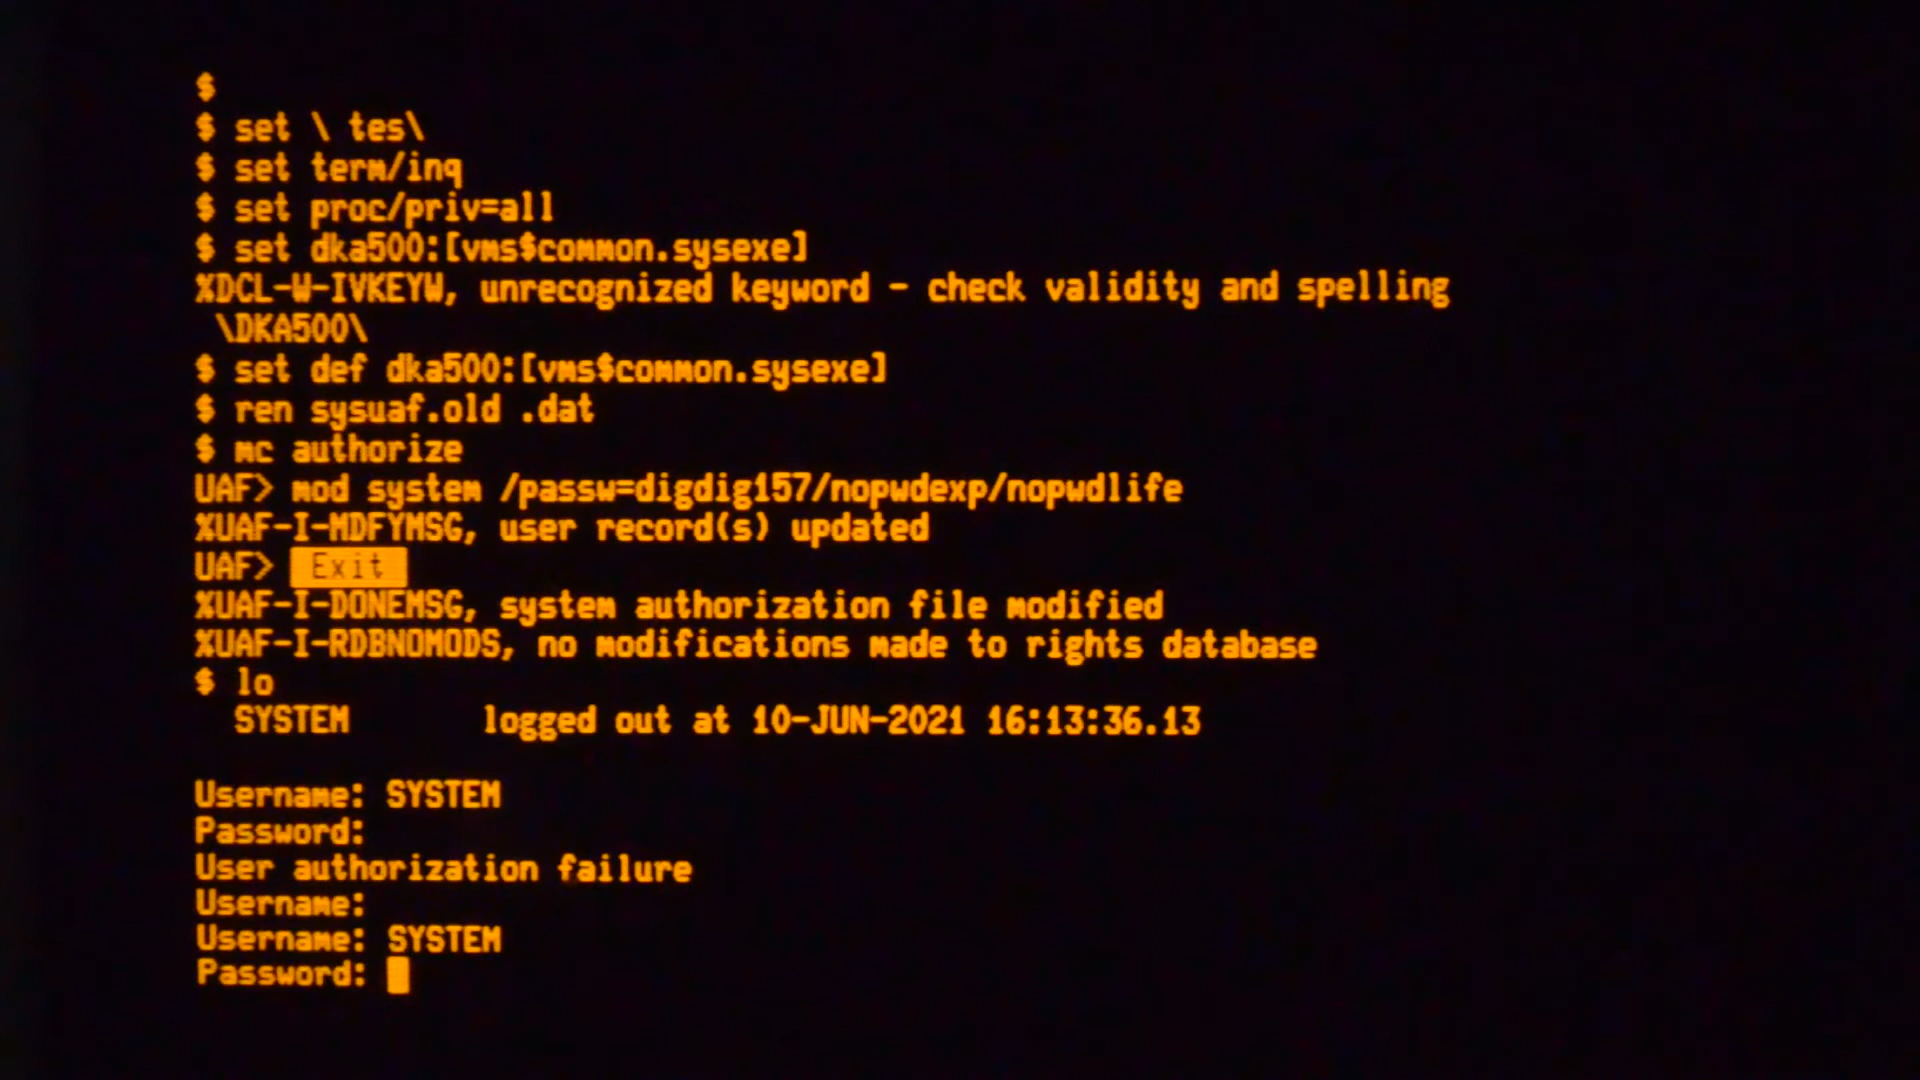 $
$ set \ tes\
$ set term/inq
$ set proc/priv=all
$ set dka500:[vms$common.sysexe]
%DCL-W-IVKEYW, unrecognized keyword - check validity and spelling
 \DKA500\
$ set def dka500:[vms$common.sysexe]
$ ren sysuaf.old .dat
$ mc authorize
UAF> mod system /passw=digdig157/nopwdexp/nopwdlife
%UAF-I-MDFYMSG, user record(s) updated
UAF> Exit
%UAF-I-DONEMSG, system authorization file modified
%UAF-I-RDBNOMODS, no modifications made to rights database
$ lo
  SYSTEM       logged out at 10-JUN-2021 16:13:36.13
Username: SYSTEM
Password:
User authorization failure
Username:
Username: SYSTEM
Password: